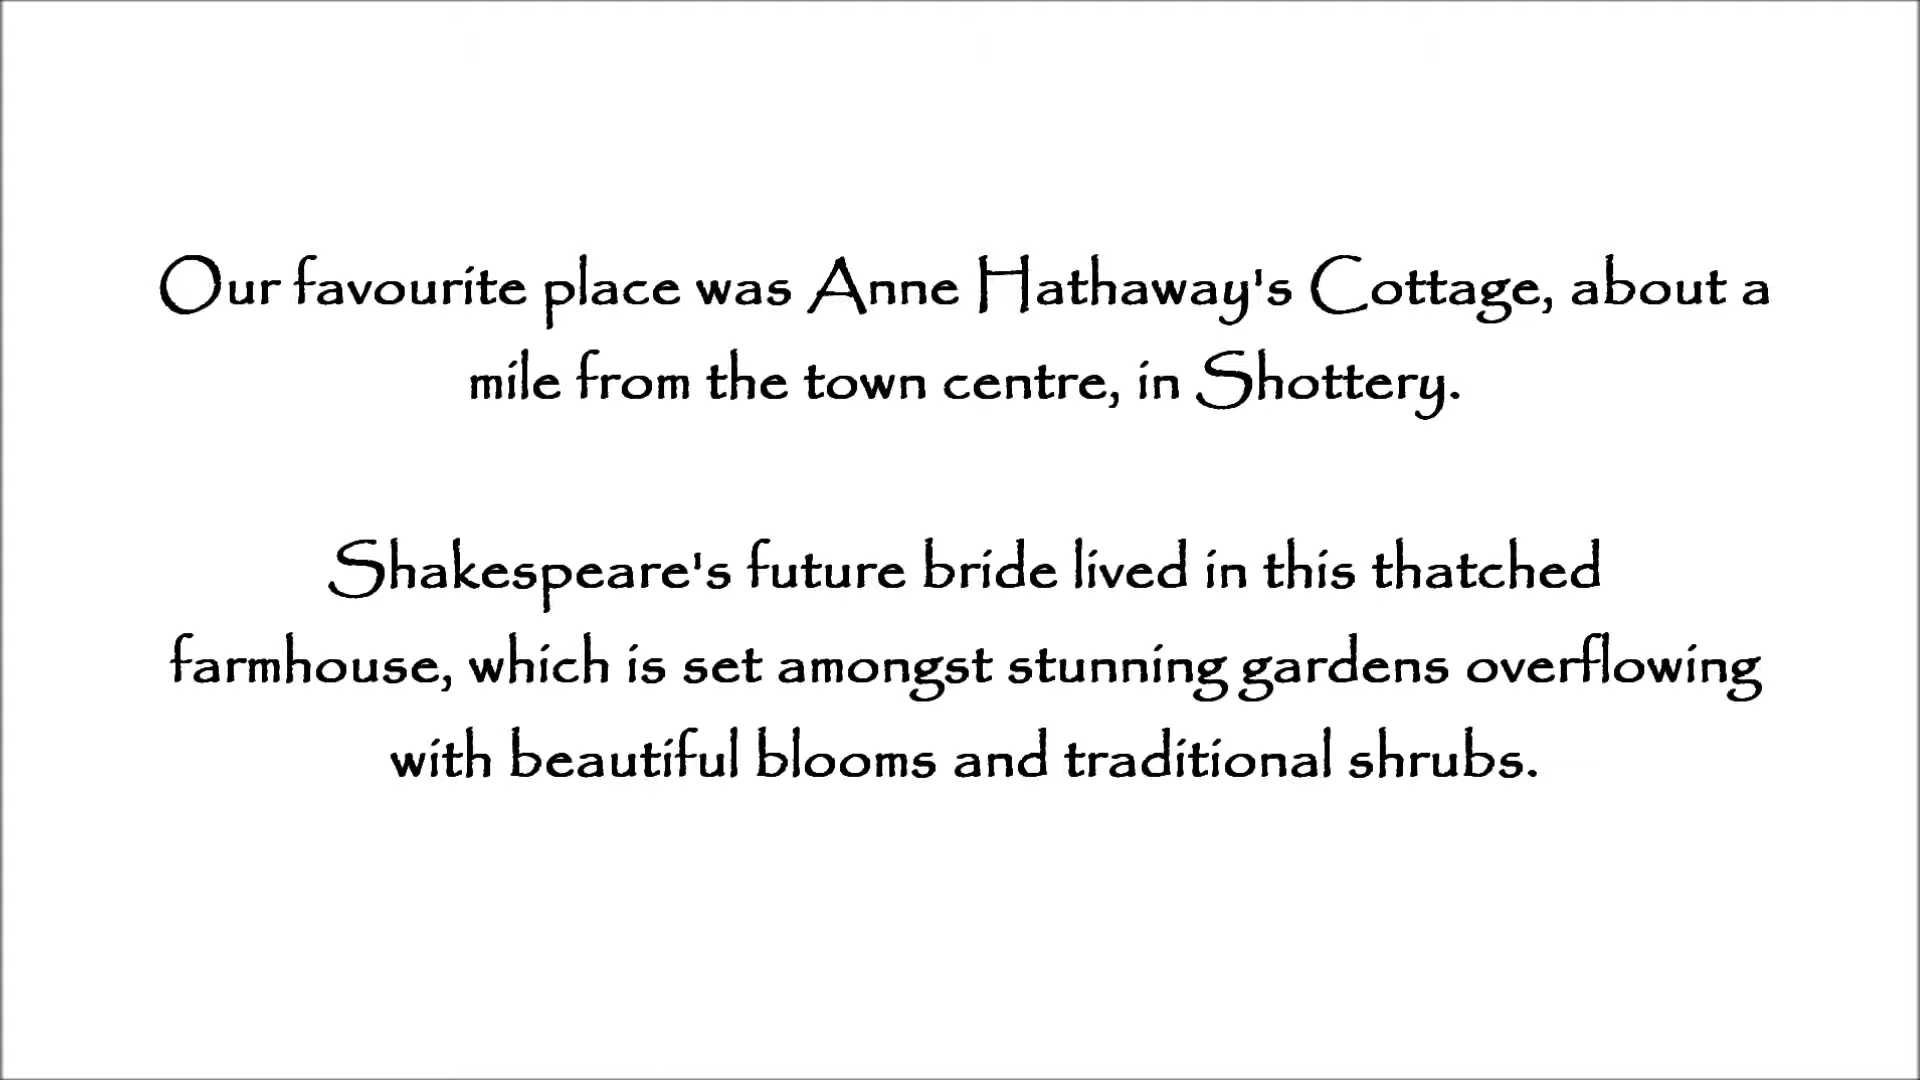 Our favourite place was Anne Hathaway's Cottage, about a
mile from the town centre, in Shottery.
Shakespeare's future bride lived in this thatched
farmhouse, which is set amongst stunning gardens overflowing
with beautiful blooms and traditional shrubs.